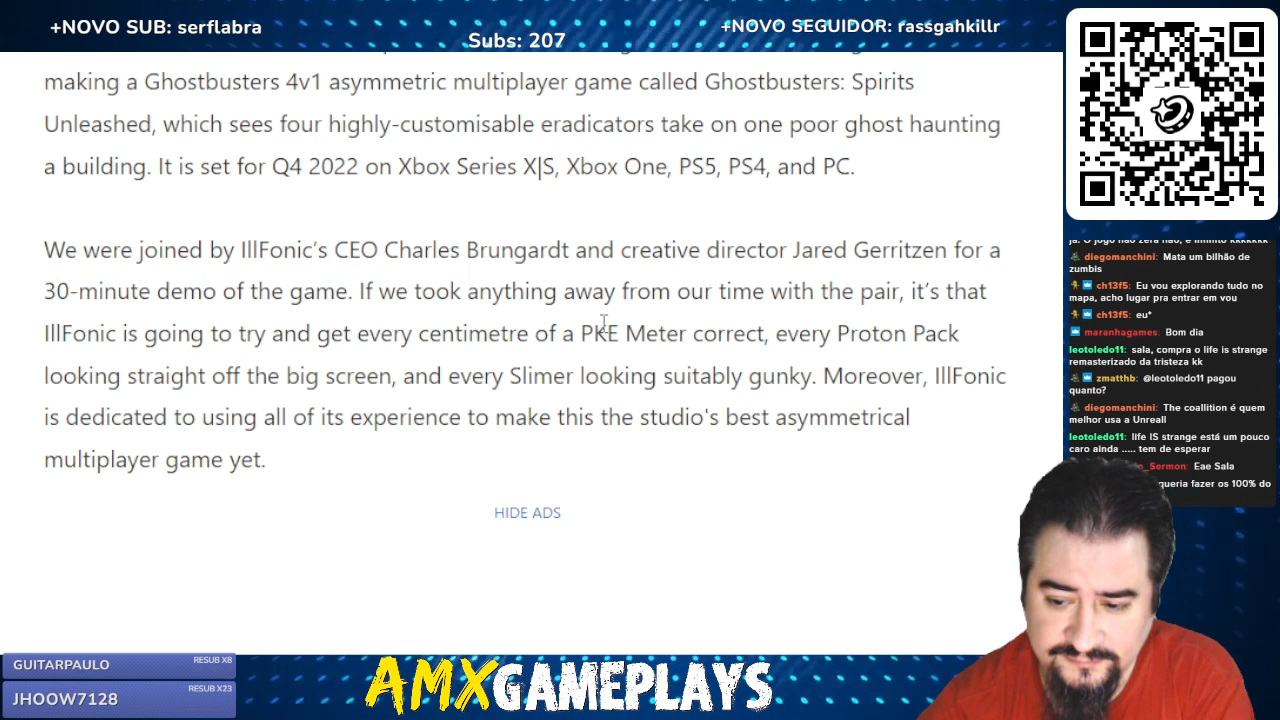 +NOVO SUB: serflabra
Subs: 207
+NOVO SEGUIDOR: rassgahkillr
making a Ghostbusters 4v1 asymmetric multiplayer game called Ghostbusters: Spirits
Unleashed, which sees four highly-customisable eradicators take on one poor ghost haunting
a building. It is set for Q4 2022 on Xbox Series X|S, Xbox One, PS5, PS4, and PC.
We were joined by IllFonic’s CEO Charles Brungardt and creative director Jared Gerritzen for a
30-minute demo of the game. If we took anything away from our time with the pair, it’s that
IllFonic is going to try and get every centimetre of a PKE Meter correct, every Proton Pack
looking straight off the big screen, and every Slimer looking suitably gunky. Moreover, IllFonic
is dedicated to using all of its experience to make this the studio's best asymmetrical
multiplayer game yet.
HIDE ADS
ja. O jogo não zera não, é infinito kkkkkkk
diegomanchini: Mata um bilhão de
zumbis
ch13f5: Eu vou explorando tudo no
mapa, acho lugar pra entrar em vou
ch13f5: eu*
maranhagames: Bom dia
leotoledo11: sala, compra o life is strange
remasterizado da tristeza kk
zmatthb: @leotoledo11 pagou
quanto?
diegomanchini: The coallition é quem
melhor usa a Unreall
leotoledo11: life IS strange está um pouco
caro ainda ..... tem de esperar
_Sermon: Eae Sala
queria fazer os 100% do
GUITARPAULO
RESUB X8
JHOOW7128
RESUB X23
AMXGAMEPLAYS